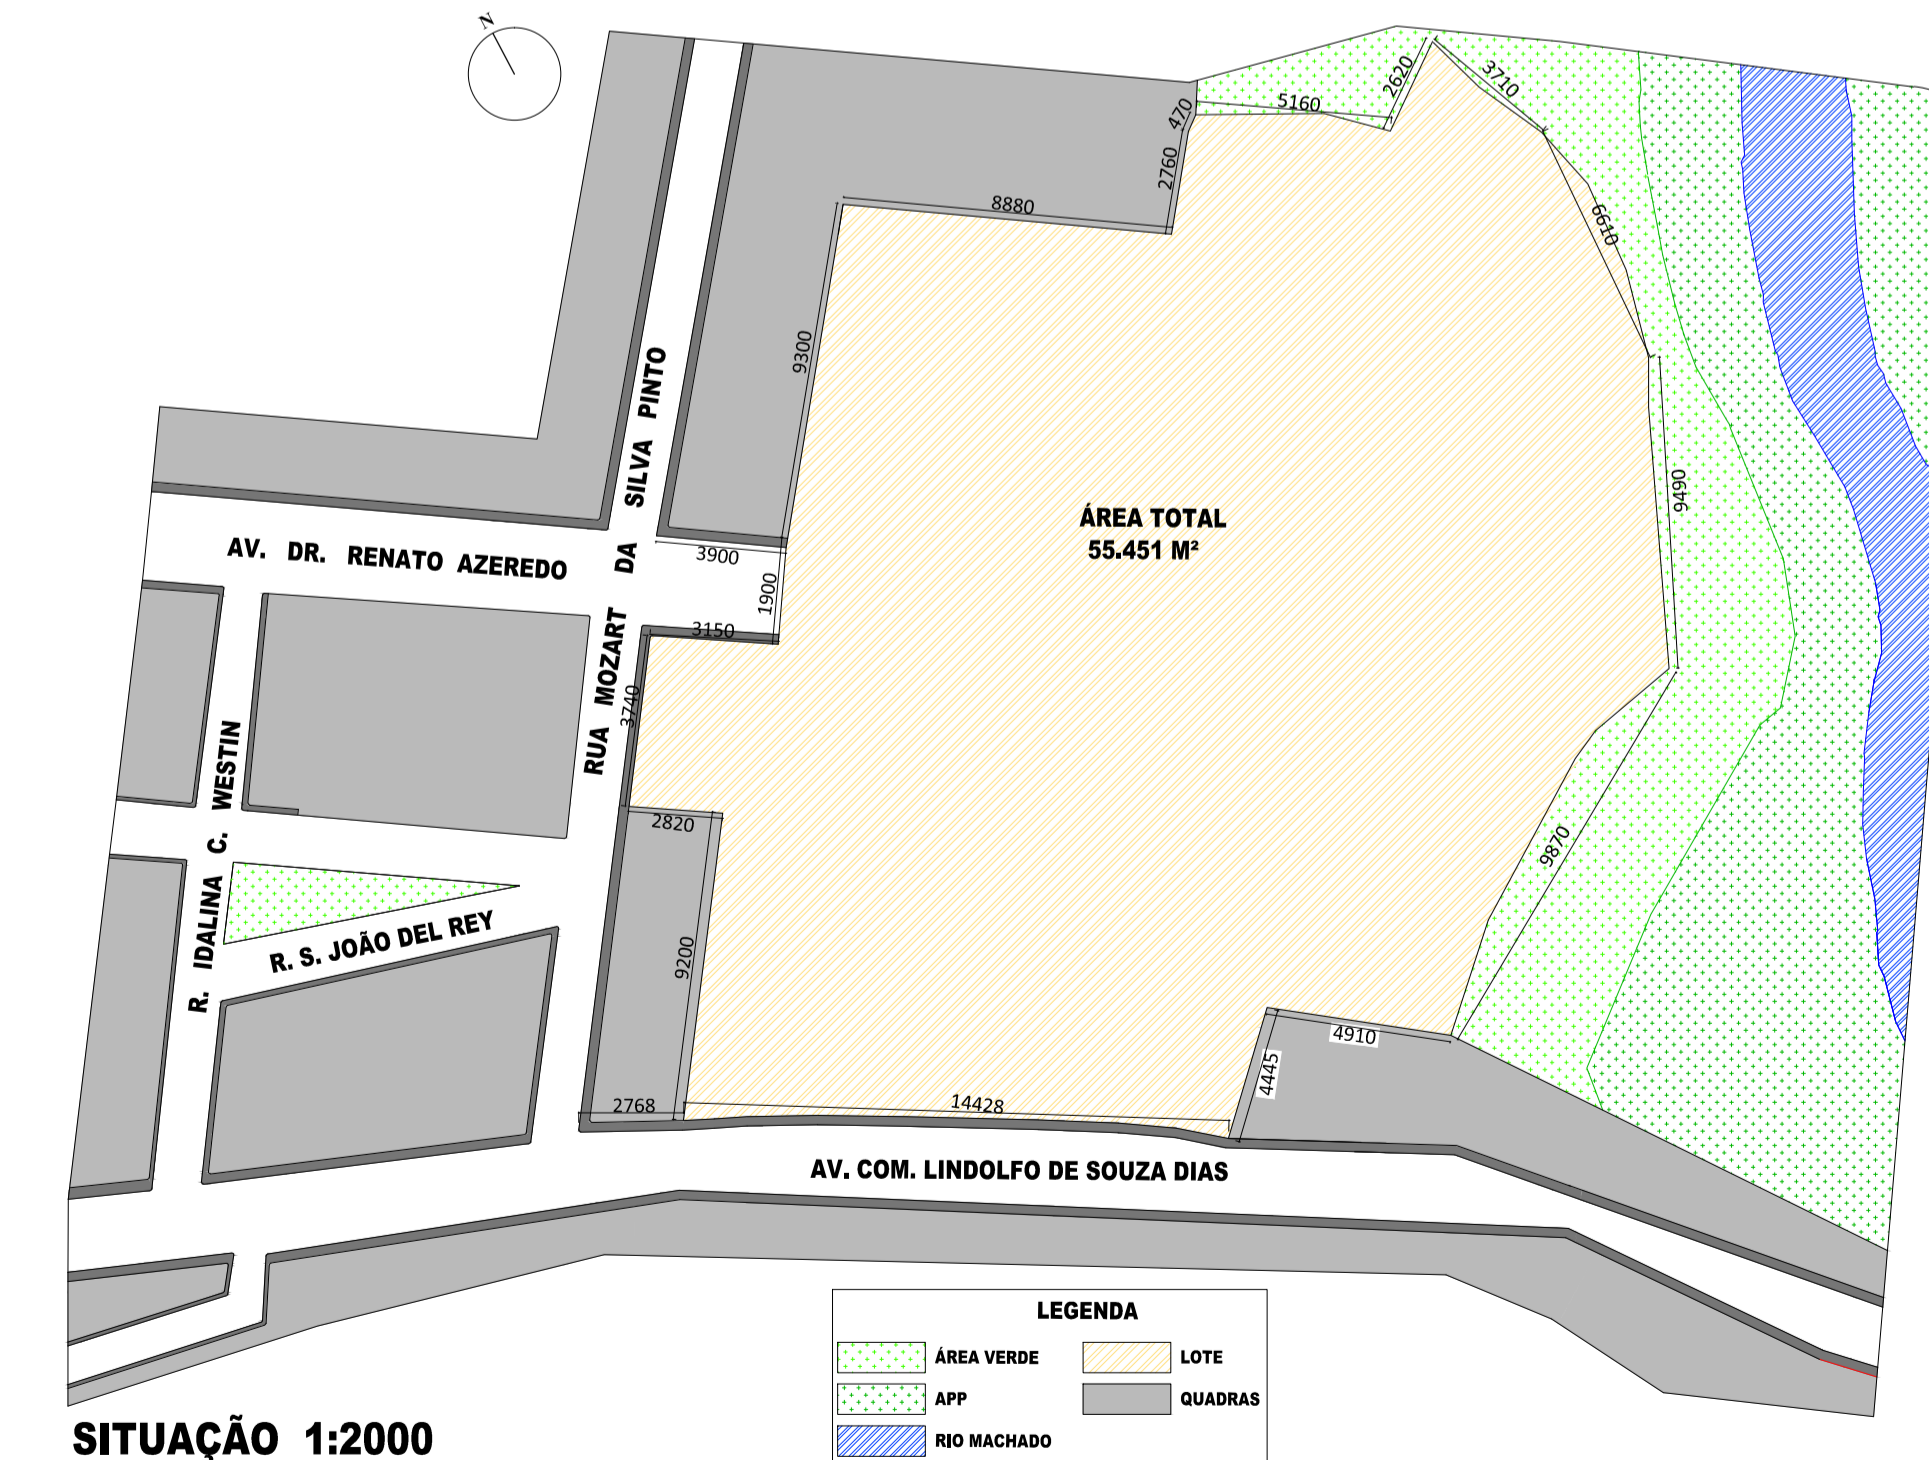 N
2620
3710
5160
470
2760
8880
6610
9300
RUA MOZART DA SILVA PINTO
9490
ÁREA TOTAL
55.451 M²
AV. DR. RENATO AZEREDO
3900
1900
3150
3740
R. IDALINA C. WESTIN
2820
9870
R. S. JOÃO DEL REY
9200
4910
4445
2768
14428
AV. COM. LINDOLFO DE SOUZA DIAS
LEGENDA
ÁREA VERDE
LOTE
APP
QUADRAS
RIO MACHADO
SITUAÇÃO 1:2000